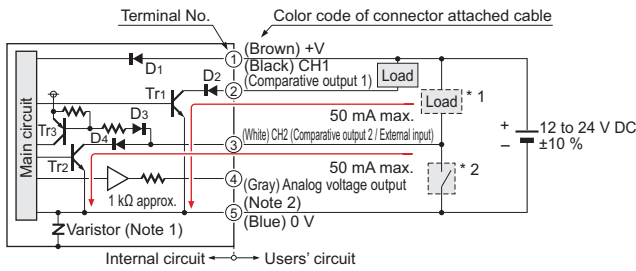 Terminal No.
Color code of connector attached cable
(Brown) +V
1
D1
(Black) CH1
(Comparative output 1)
D2
2
Load
Tr1
Load
* 1
Main circuit
50 mA max.
D3
Tr3
D4
3
(White) CH2 (Comparative output 2 / External input)
+
–
12 to 24 V DC
±10 %
Tr2
50 mA max.
* 2
4
(Gray) Analog voltage output
1 kΩ approx.
(Note 2)
5
(Blue) 0 V
Z
Varistor (Note 1)
Internal circuit
Users' circuit